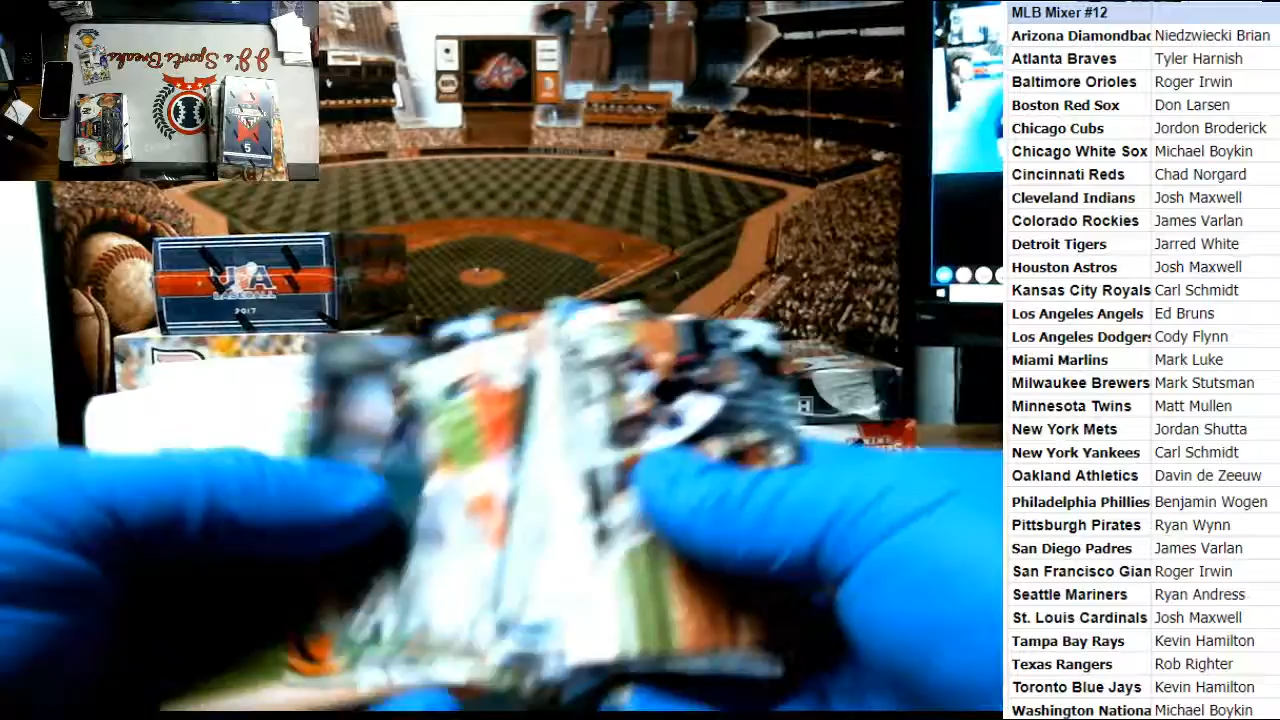 MLB Mixer #12
Arizona Diamondbac Niedzwiecki Brian
Atlanta Braves Tyler Harnish
Baltimore Orioles Roger Irwin
Boston Red Sox Don Larsen
Chicago Cubs Jordon Broderick
Chicago White Sox Michael Boykin
Cincinnati Reds Chad Norgard
Cleveland Indians Josh Maxwell
Colorado Rockies James Varlan
Detroit Tigers Jarred White
Houston Astros Josh Maxwell
Kansas City Royals Carl Schmidt
Los Angeles Angels Ed Bruns
Los Angeles Dodgers Cody Flynn
Miami Marlins Mark Luke
Milwaukee Brewers Mark Stutsman
Minnesota Twins Matt Mullen
New York Mets Jordan Shutta
New York Yankees Carl Schmidt
Oakland Athletics Davin de Zeeuw
Philadelphia Phillies Benjamin Wogen
Pittsburgh Pirates Ryan Wynn
San Diego Padres James Varlan
San Francisco Gian Roger Irwin
Seattle Mariners Ryan Andress
St. Louis Cardinals Josh Maxwell
Tampa Bay Rays Kevin Hamilton
Texas Rangers Rob Righter
Toronto Blue Jays Kevin Hamilton
Washington Nationa Michael Boykin
JJ's Sports Breaks
5
USA
BASEBALL
2017